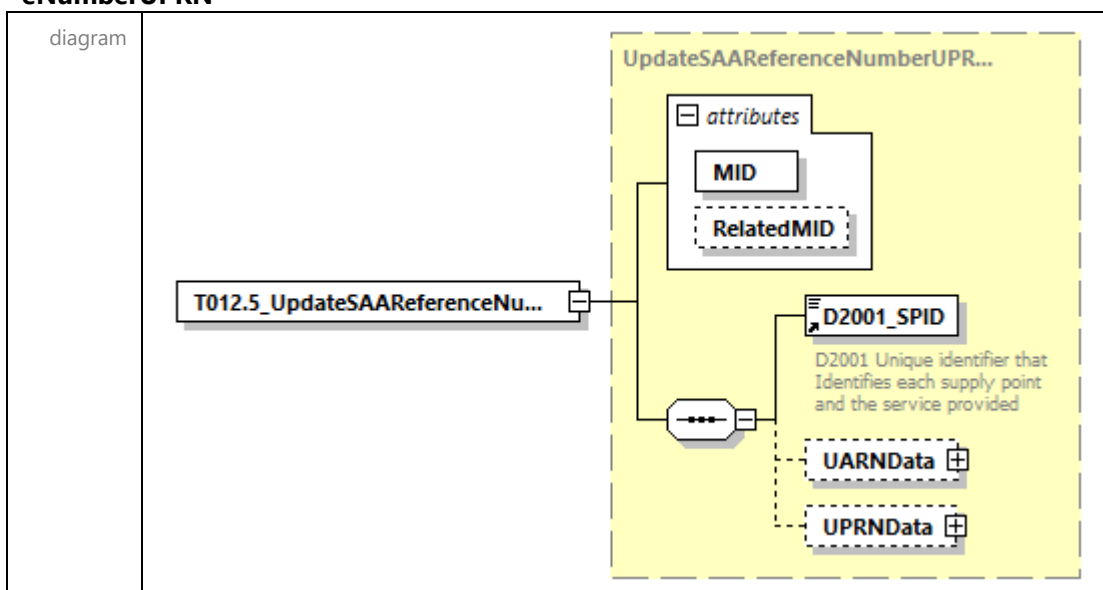 eNumberUPRN
diagram
UpdateSAAReferenceNumberUPR...
attributes
MID
RelatedMID
T012.5_UpdateSAAReferenceNu...
D2001_SPID
D2001 Unique identifier that
Identifies each supply point
and the service provided
UARNData
UPRNData